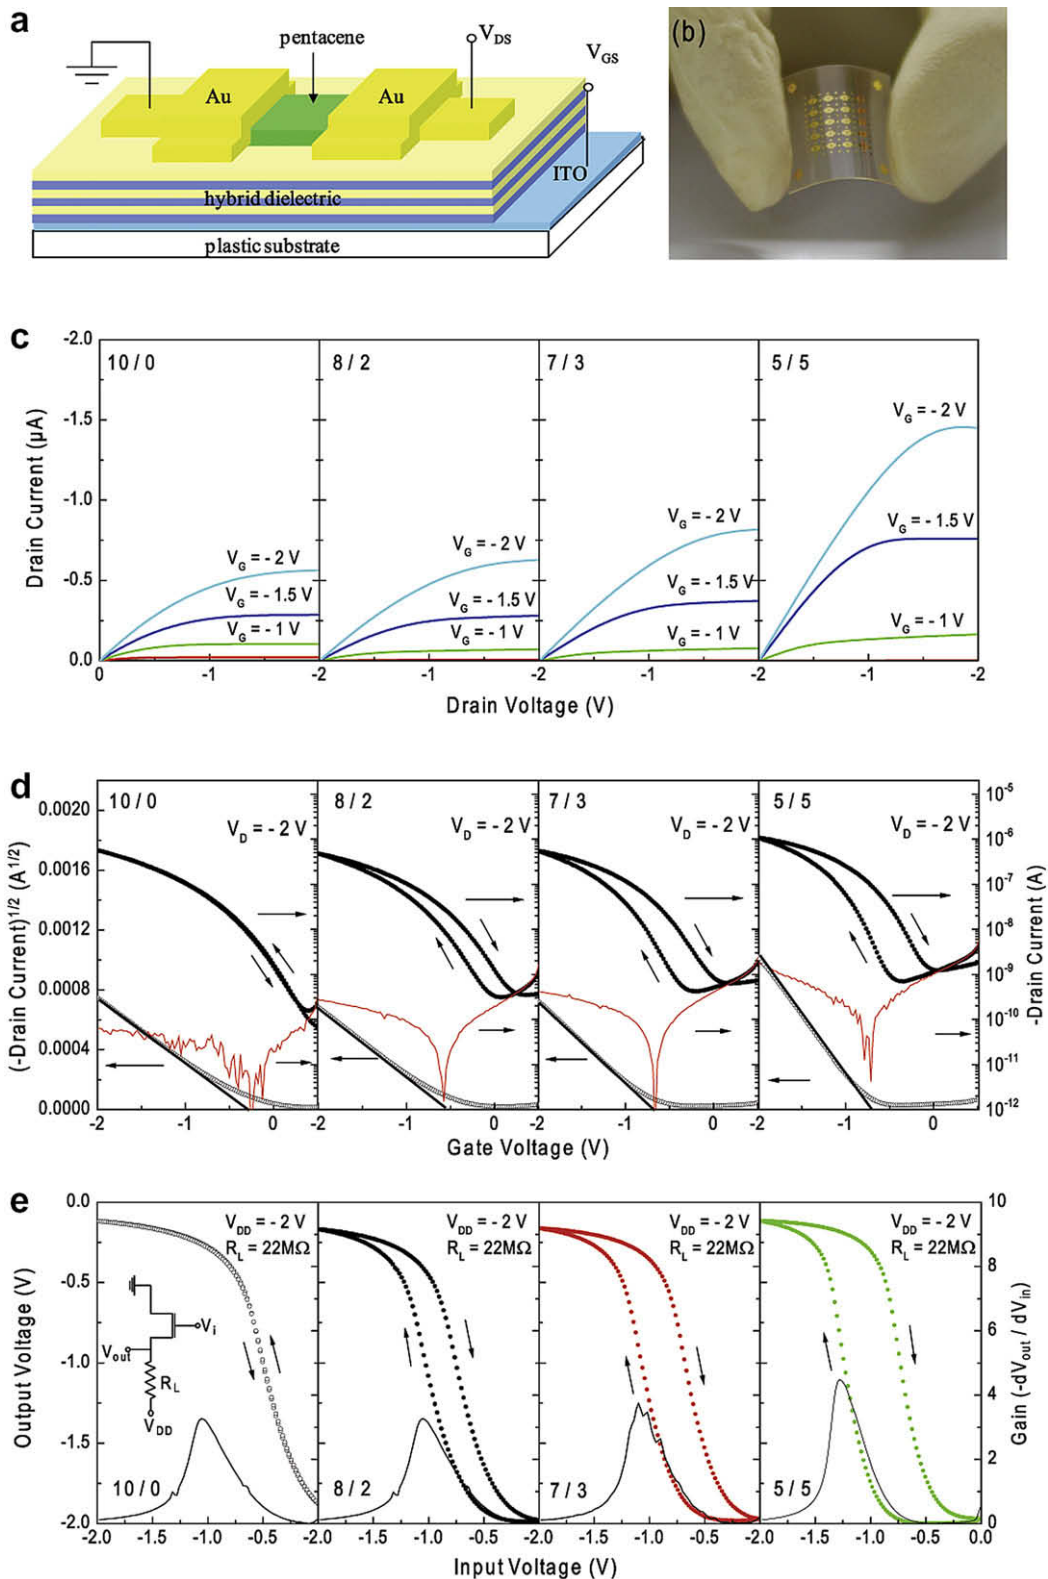 a
pentacene
V_DS
V_GS
Au
Au
ITO
hybrid dielectric
plastic substrate
(b)
c
Drain Current (µA)
-2.0
-1.5
-1.0
-0.5
0.0
10 / 0
V_G = - 2 V
V_G = - 1.5 V
V_G = - 1 V
8 / 2
V_G = - 2 V
V_G = - 1.5 V
V_G = - 1 V
7 / 3
V_G = - 2 V
V_G = - 1.5 V
V_G = - 1 V
5 / 5
V_G = - 2 V
V_G = - 1.5 V
V_G = - 1 V
0 -1 -2 -1 -2 -1 -2 -1 -2
Drain Voltage (V)
d
(-Drain Current)^1/2 (A^1/2)
0.0020
0.0016
0.0012
0.0008
0.0004
0.0000
10 / 0
V_D = - 2 V
8 / 2
V_D = - 2 V
7 / 3
V_D = - 2 V
5 / 5
V_D = - 2 V
10^-5
10^-6
10^-7
10^-8
10^-9
10^-10
10^-11
10^-12
-Drain Current (A)
-2 -1 0 -2 -1 0 -2 -1 0 -2 -1 0
Gate Voltage (V)
e
Output Voltage (V)
0.0
-0.5
-1.0
-1.5
-2.0
V_DD = - 2 V
R_L = 22MΩ
V_i
V_out
R_L
V_DD
10 / 0
V_DD = - 2 V
R_L = 22MΩ
8 / 2
V_DD = - 2 V
R_L = 22MΩ
7 / 3
V_DD = - 2 V
R_L = 22MΩ
5 / 5
10
8
6
4
2
0
Gain (-dV_out / dV_in)
-2.0 -1.5 -1.0 -0.5 -2.0 -1.5 -1.0 -0.5 -2.0 -1.5 -1.0 -0.5 -2.0 -1.5 -1.0 -0.5 0.0
Input Voltage (V)